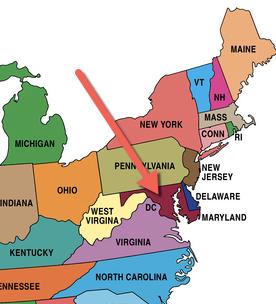 MAINE
VT
NH
MASS
NEW YORK
CONN
RI
MICHIGAN
PENNSYLVANIA
NEW
JERSEY
OHIO
INDIANA
DELAWARE
WEST
VIRGINIA
DC
MARYLAND
VIRGINIA
KENTUCKY
NORTH CAROLINA
ENNESSEE